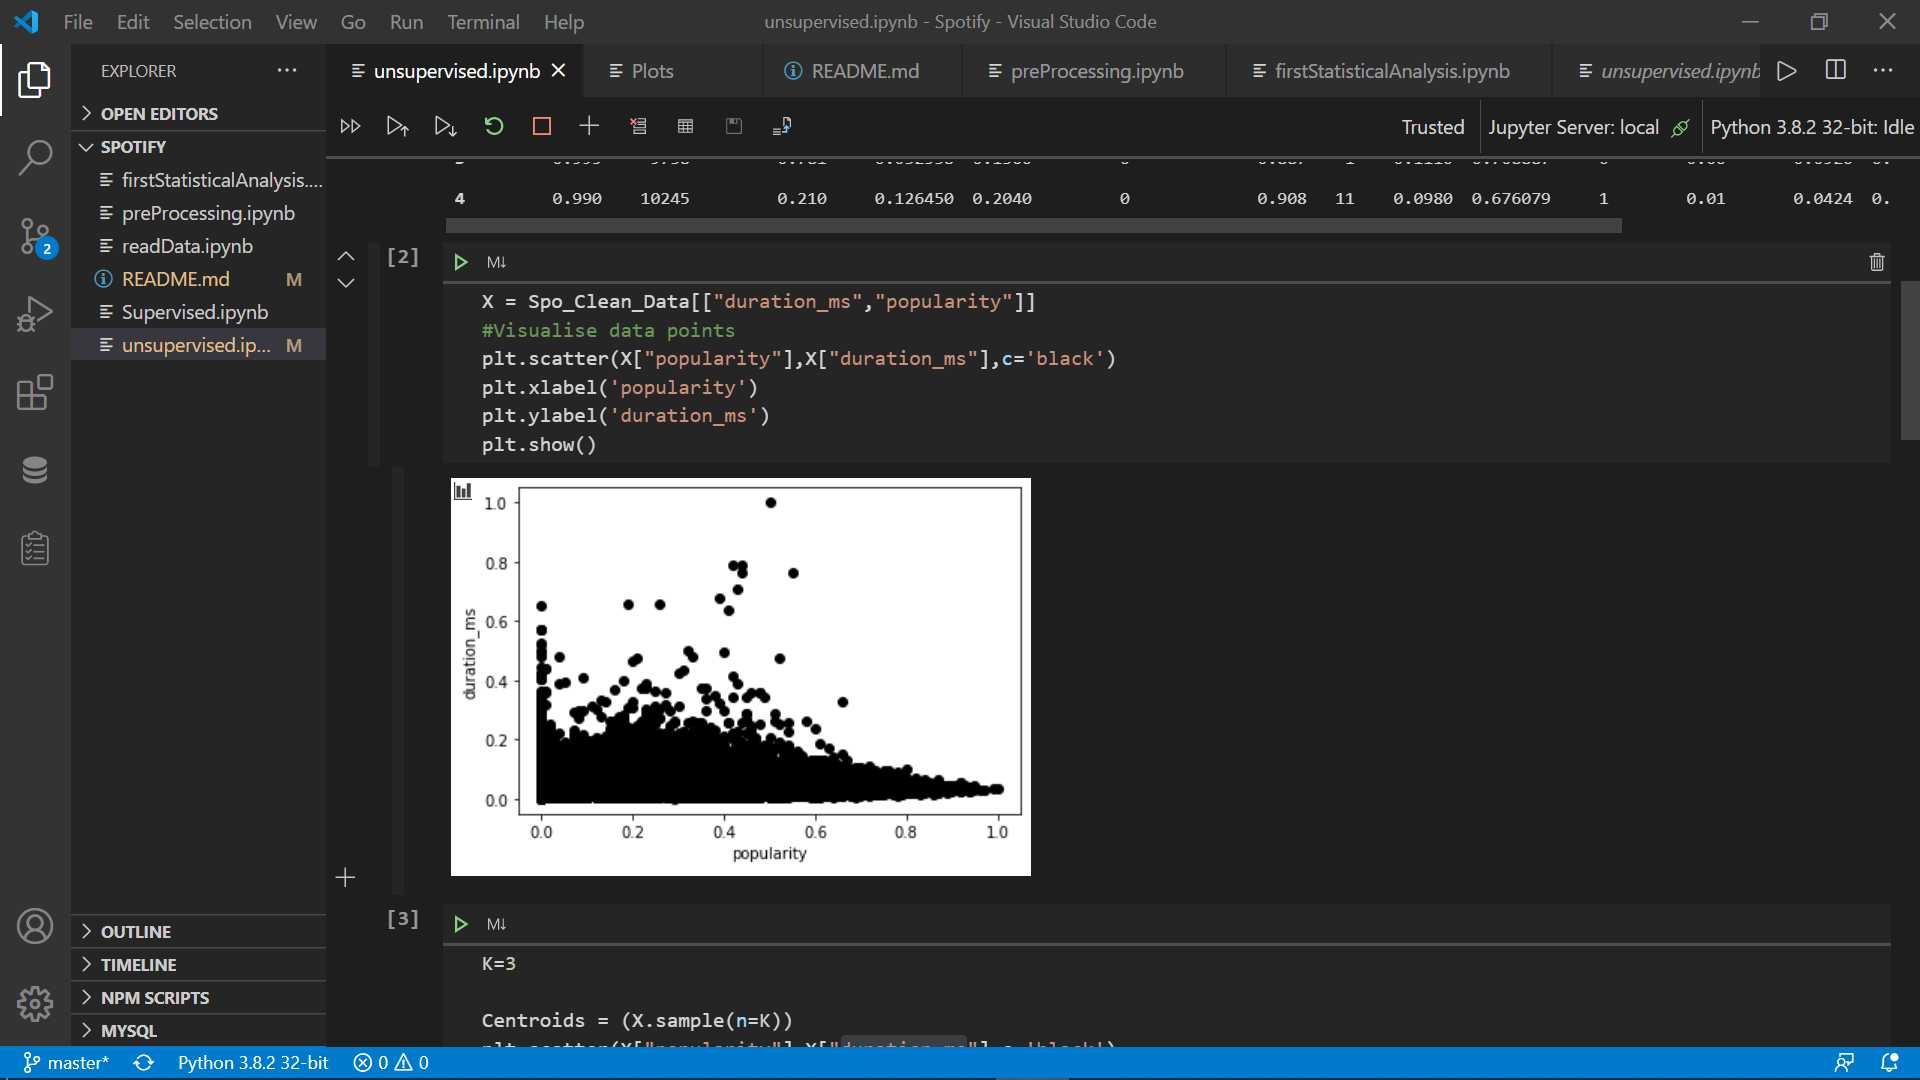 File Edit Selection View Go Run Terminal Help
unsupervised.ipynb - Spotify - Visual Studio Code
EXPLORER
unsupervised.ipynb
Plots
README.md
preProcessing.ipynb
firstStatisticalAnalysis.ipynb
unsupervised.ipynb
OPEN EDITORS
SPOTIFY
firstStatisticalAnalysis....
preProcessing.ipynb
readData.ipynb
README.md M
Supervised.ipynb
unsupervised.ip... M
2
OUTLINE
TIMELINE
NPM SCRIPTS
MYSQL
Trusted
Jupyter Server: local
Python 3.8.2 32-bit: Idle
4 0.990 10245 0.210 0.126450 0.2040 0 0.908 11 0.0980 0.676079 1 0.01 0.0424 0.
[2]
M↓
X = Spo_Clean_Data[["duration_ms","popularity"]]
#Visualise data points
plt.scatter(X["popularity"],X["duration_ms"],c='black')
plt.xlabel('popularity')
plt.ylabel('duration_ms')
plt.show()
1.0
0.8
0.6
0.4
0.2
0.0
duration_ms
0.0 0.2 0.4 0.6 0.8 1.0
popularity
[3]
M↓
K=3
Centroids = (X.sample(n=K))
plt.scatter(X["popularity"],X["duration_ms"],c='black')
master*
Python 3.8.2 32-bit
0 0